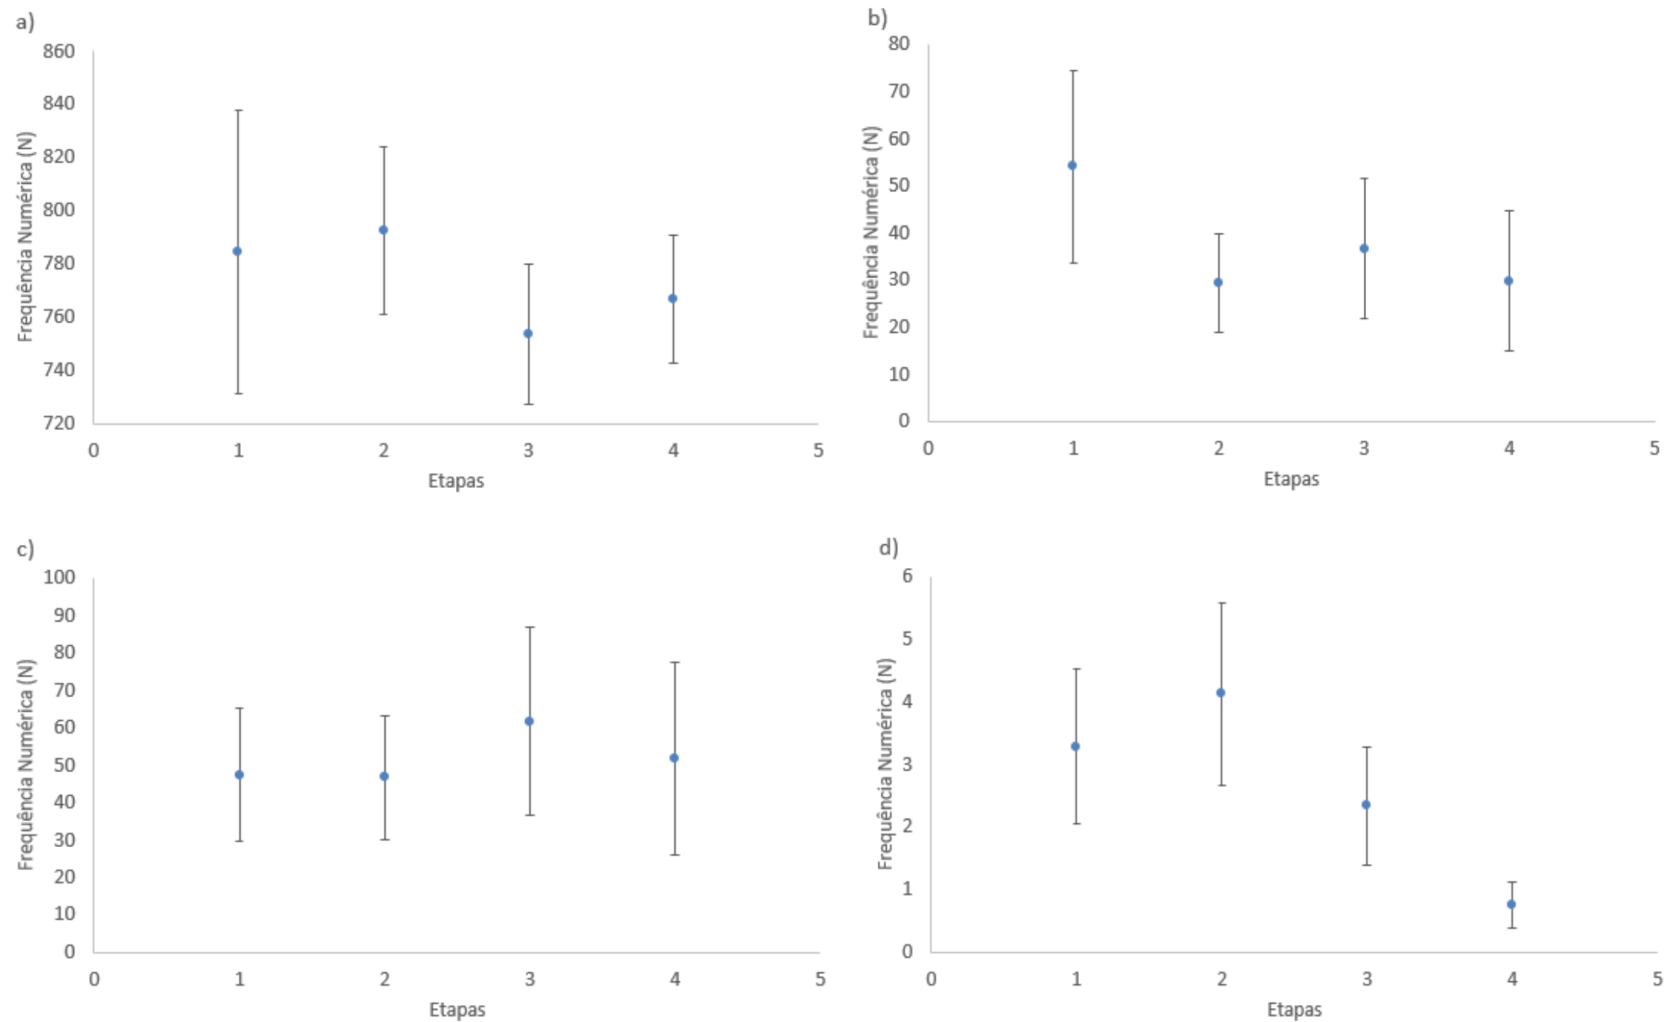 a)
Frequência Numérica (N)
860
840
820
800
780
760
740
720
0 1 2 3 4 5
Etapas
b)
Frequência Numérica (N)
80
70
60
50
40
30
20
10
0
0 1 2 3 4 5
Etapas
c)
Frequência Numérica (N)
100
90
80
70
60
50
40
30
20
10
0
0 1 2 3 4 5
Etapas
d)
Frequência Numérica (N)
6
5
4
3
2
1
0
0 1 2 3 4 5
Etapas